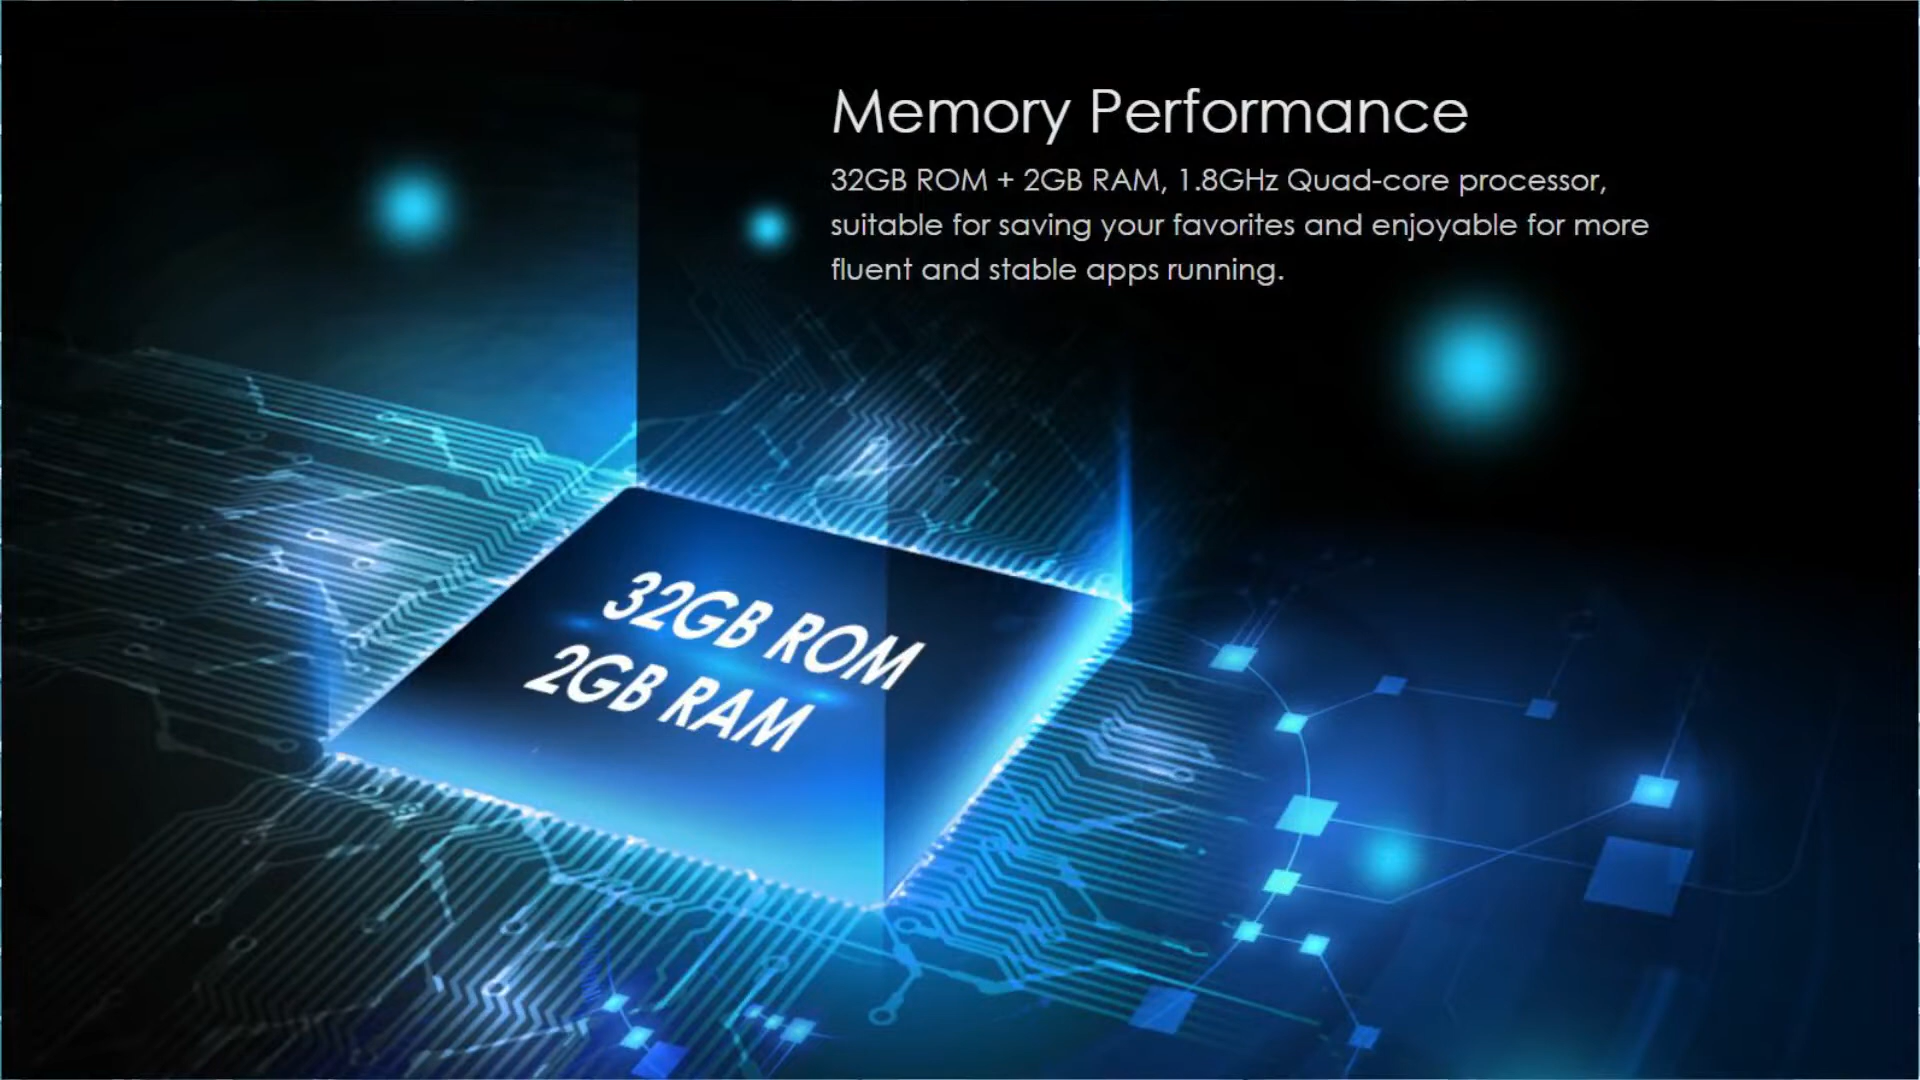 Memory Performance
32GB ROM + 2GB RAM, 1.8GHz Quad-core processor,
suitable for saving your favorites and enjoyable for more
fluent and stable apps running.
32GB ROM
2GB RAM